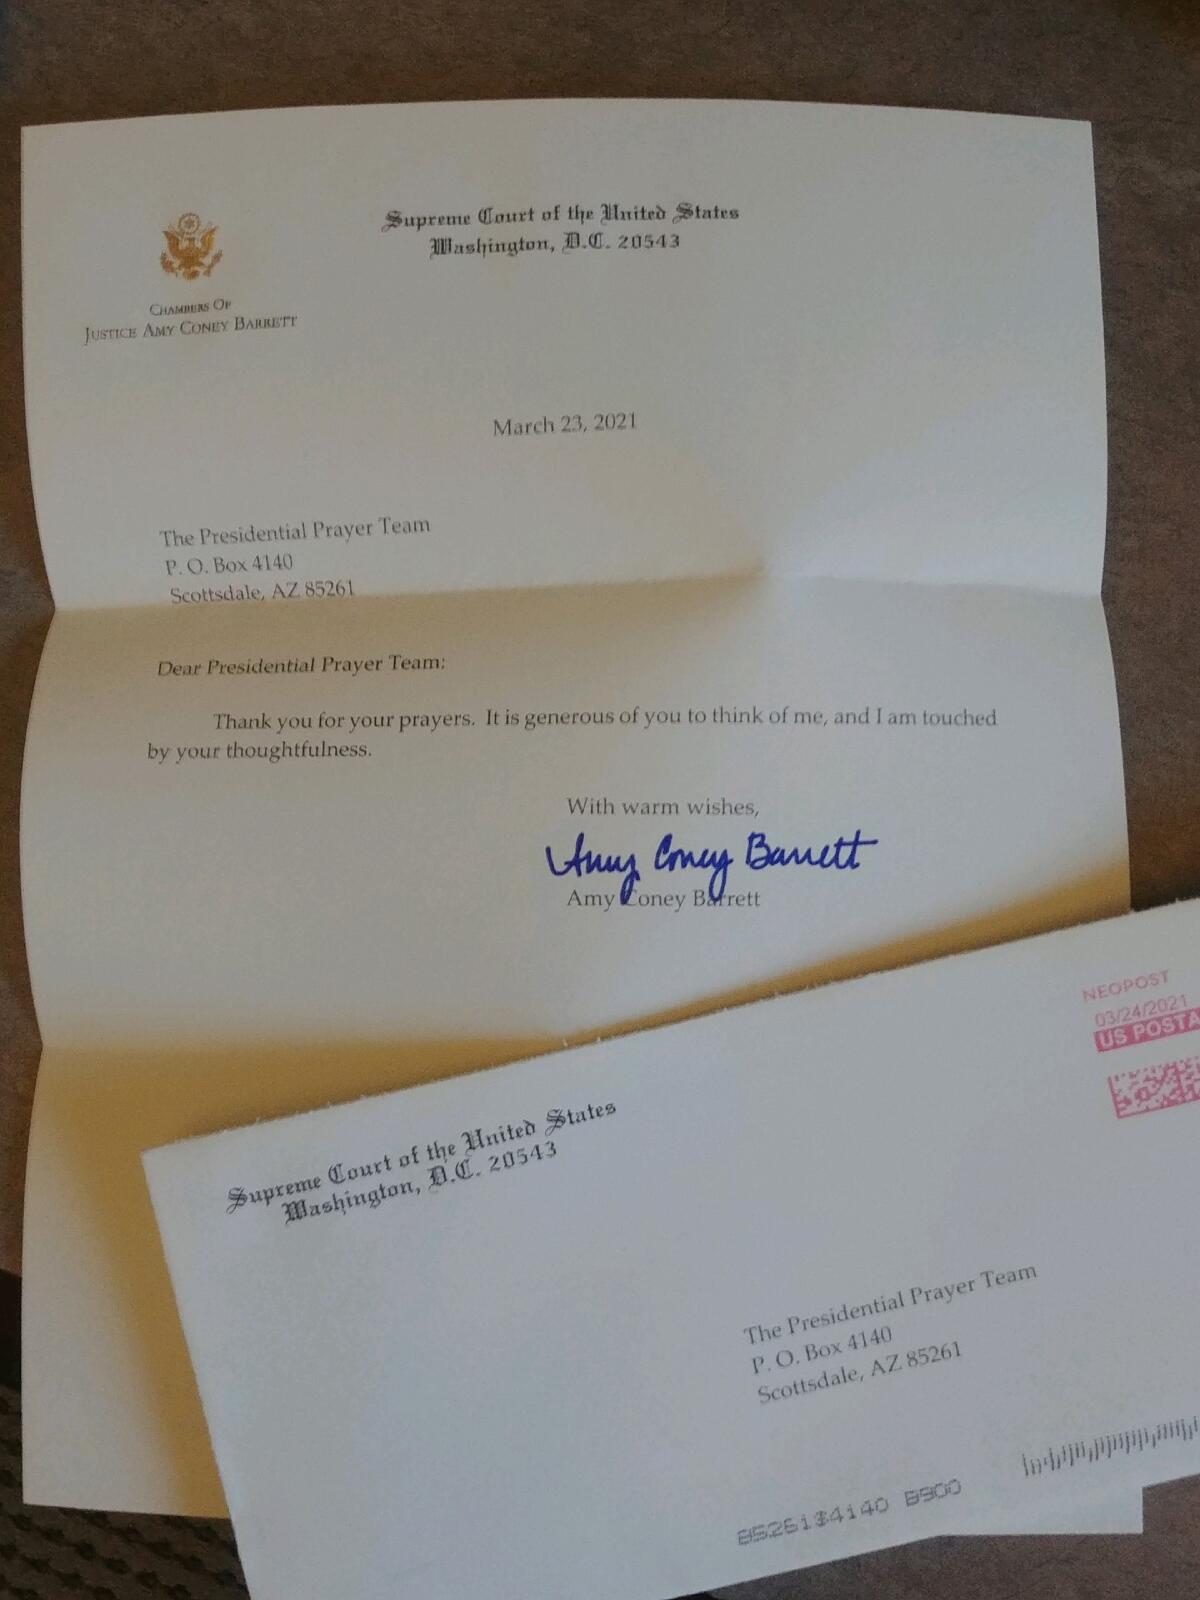 Supreme Court of the United States
Washington, D.C. 20543
CHAMBERS OF
JUSTICE AMY CONEY BARRETT
March 23, 2021
The Presidential Prayer Team
P. O. Box 4140
Scottsdale, AZ 85261
Dear Presidential Prayer Team:
Thank you for your prayers. It is generous of you to think of me, and I am touched
by your thoughtfulness.
With warm wishes,
Amy Coney Barrett
Amy Coney Barrett
NEOPOST
03/24/2021
US POSTA
Supreme Court of the United States
Washington, D.C. 20543
The Presidential Prayer Team
P. O. Box 4140
Scottsdale, AZ 85261
B900